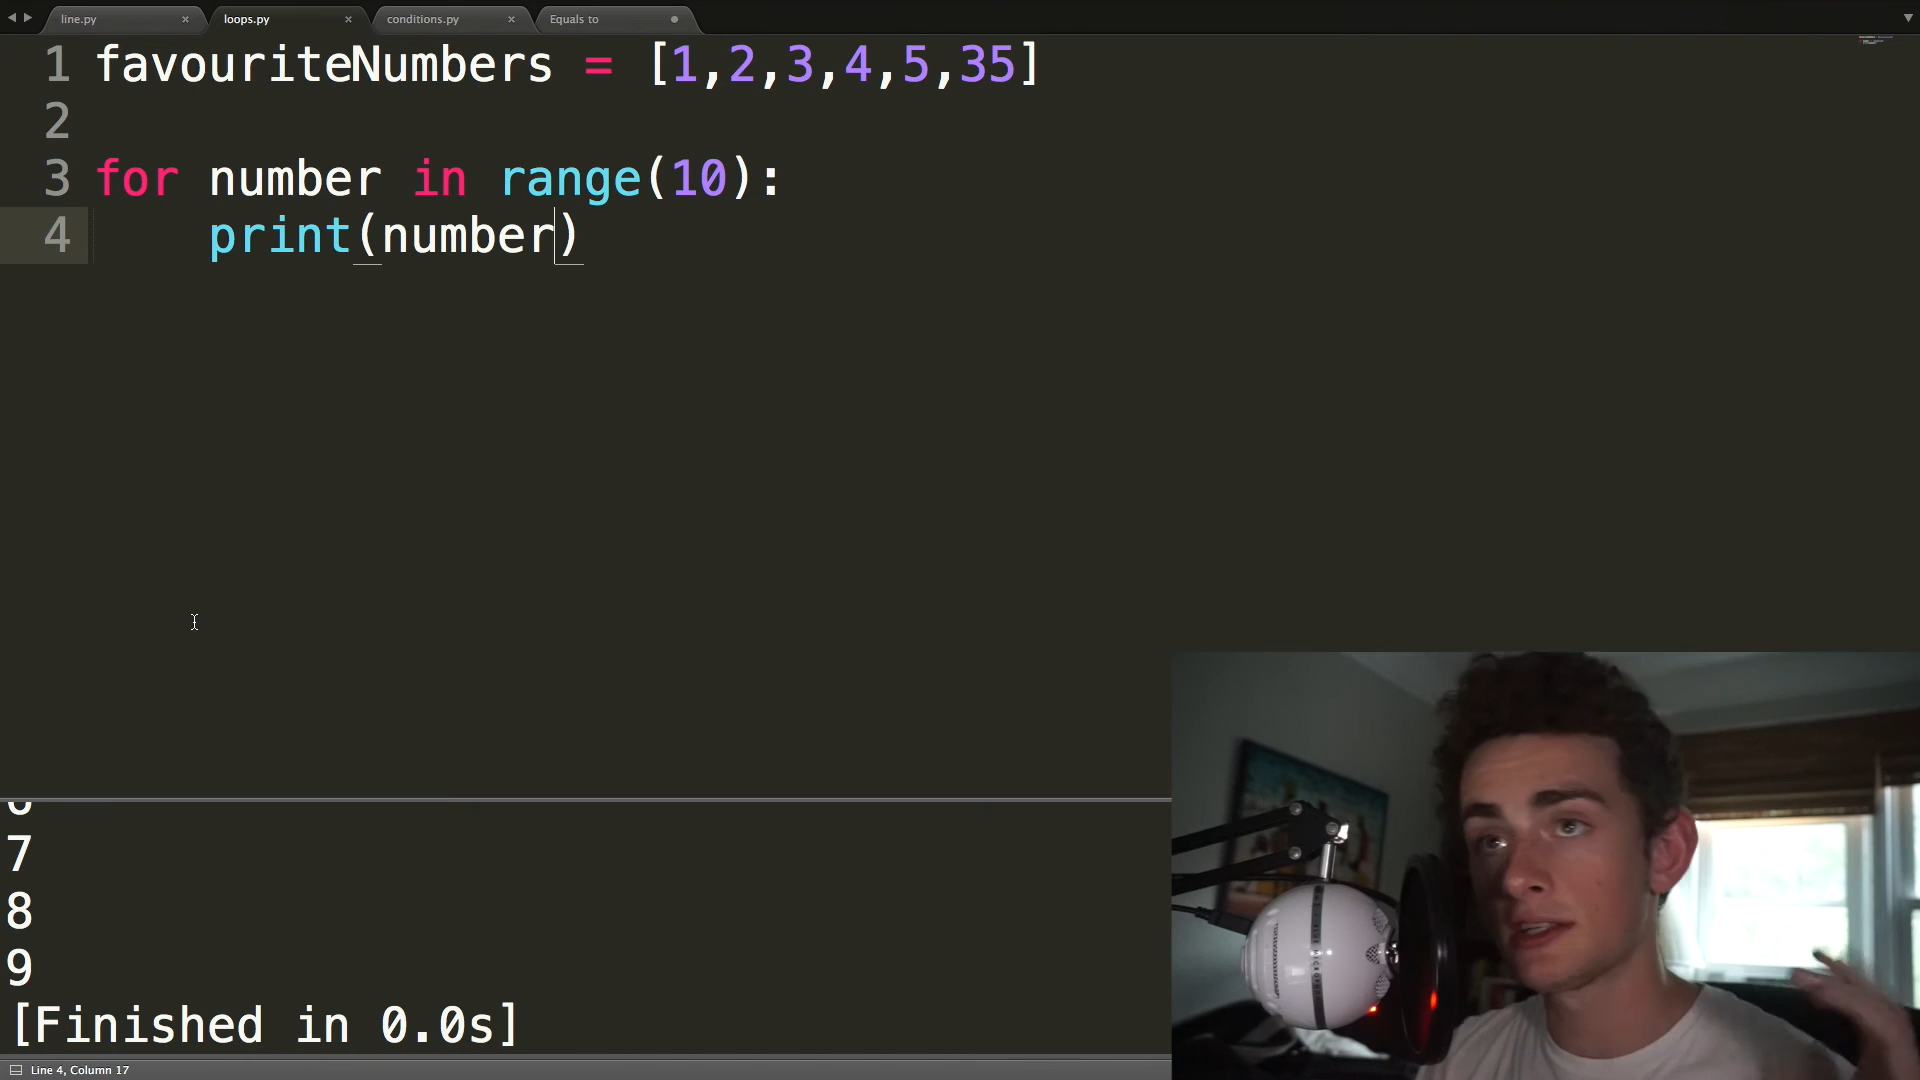 line.py
loops.py
conditions.py
Equals to
1 favouriteNumbers = [1,2,3,4,5,35]
2
3 for number in range(10):
4     print(number)
6
7
8
9
[Finished in 0.0s]
Line 4, Column 17